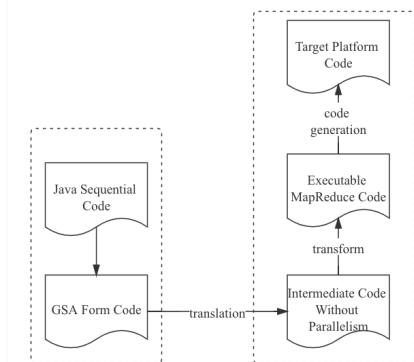 Target Platform
Code
code
generation
Java Sequential
Code
Executable
MapReduce Code
transform
GSA Form Code
translation
Intermediate Code
Without
Parallelism